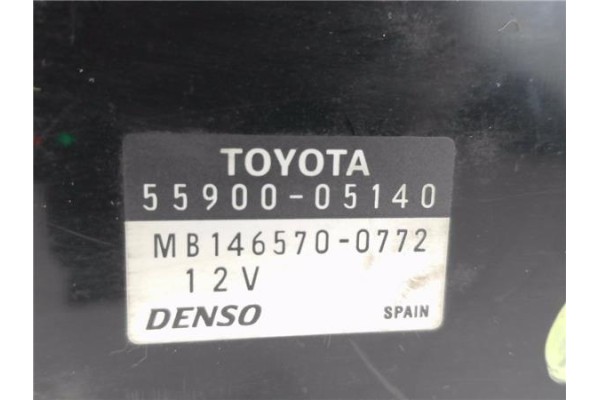 TOYOTA
55900-05140
MB146570-0772
12V
DENSO SPAIN